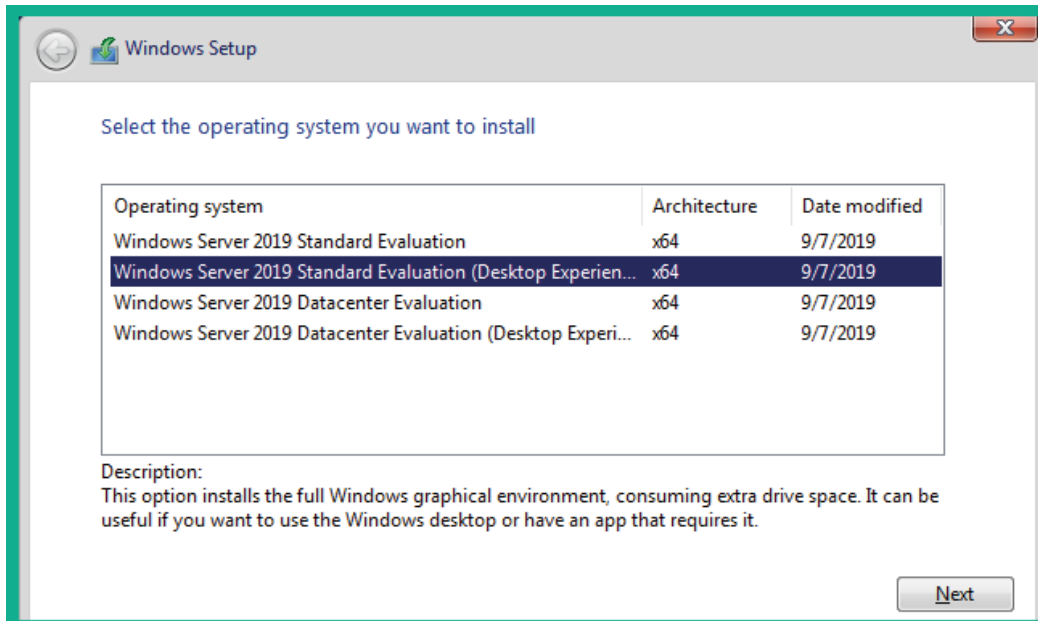 Windows Setup
X
Select the operating system you want to install
Operating system Architecture Date modified
Windows Server 2019 Standard Evaluation x64 9/7/2019
Windows Server 2019 Standard Evaluation (Desktop Experien... x64 9/7/2019
Windows Server 2019 Datacenter Evaluation x64 9/7/2019
Windows Server 2019 Datacenter Evaluation (Desktop Experi... x64 9/7/2019
Description:
This option installs the full Windows graphical environment, consuming extra drive space. It can be
useful if you want to use the Windows desktop or have an app that requires it.
Next